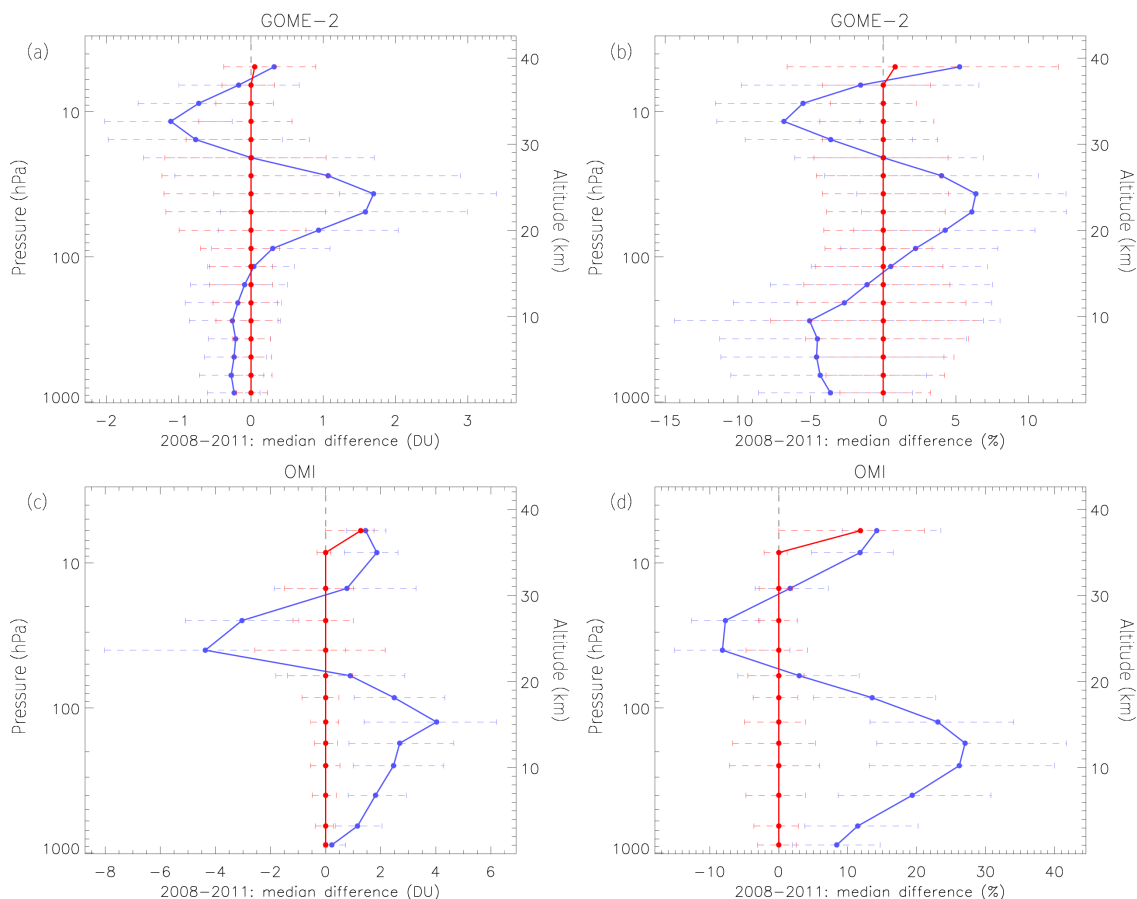 GOME−2
(a)
10
100
1000
Pressure (hPa)
40
30
20
10
Altitude (km)
−2 −1 0 1 2 3
2008−2011: median difference (DU)
GOME−2
(b)
10
100
1000
Pressure (hPa)
40
30
20
10
Altitude (km)
−15 −10 −5 0 5 10
2008−2011: median difference (%)
OMI
(c)
10
100
1000
Pressure (hPa)
40
30
20
10
Altitude (km)
−8 −6 −4 −2 0 2 4 6
2008−2011: median difference (DU)
OMI
(d)
10
100
1000
Pressure (hPa)
40
30
20
10
Altitude (km)
−10 0 10 20 30 40
2008−2011: median difference (%)